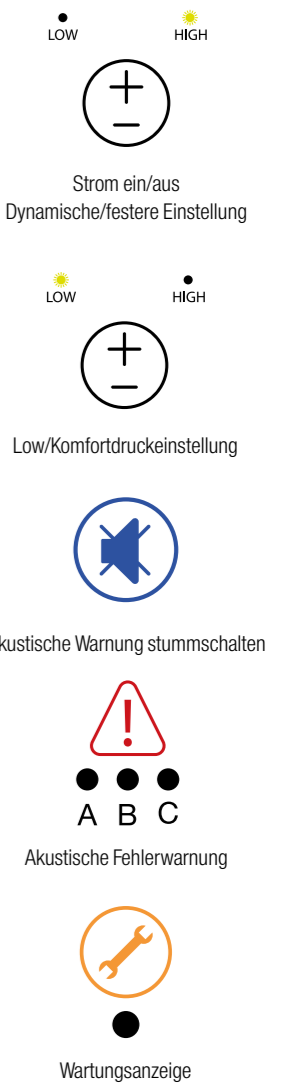 LOW HIGH
Strom ein/aus
Dynamische/festere Einstellung
LOW HIGH
Low/Komfortdruckeinstellung
kustische Warnung stummschalten
A B C
Akustische Fehlerwarnung
Wartungsanzeige